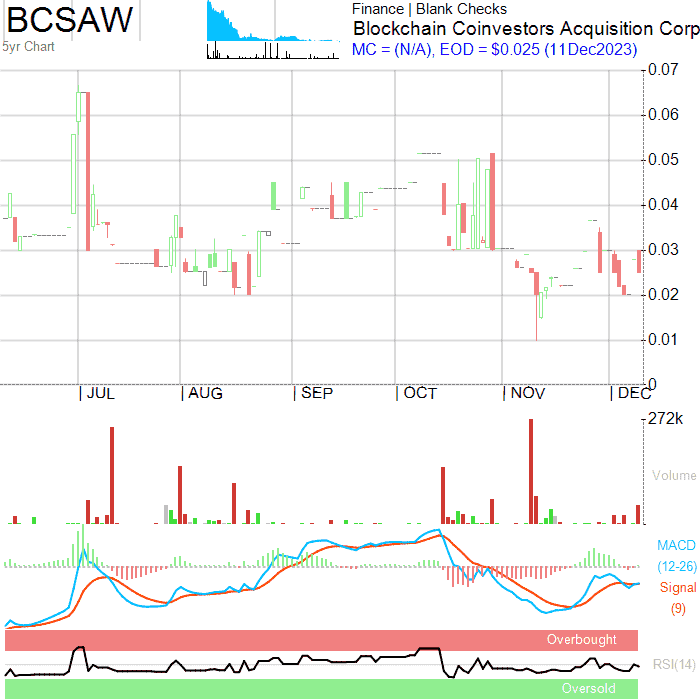 BCSAW
5yr Chart
Finance | Blank Checks
Blockchain Coinvestors Acquisition Corp
MC = (N/A), EOD = $0.025 (11Dec2023)
0.07
0.06
0.05
0.04
0.03
0.02
0.01
0
| JUL | AUG | SEP | OCT | NOV | DEC
272k
Volume
MACD
(12-26)
Signal
(9)
Overbought
RSI(14)
Oversold